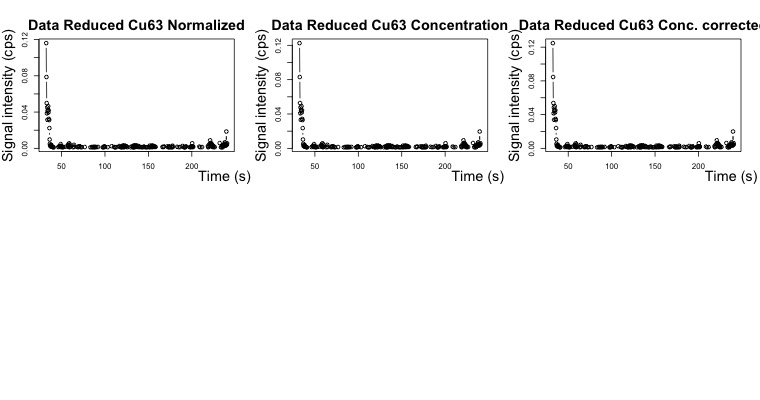 Data Reduced Cu63 Normalized
Signal intensity (cps)
0.00 0.04 0.08 0.12
50 100 150 200
Time (s)
Data Reduced Cu63 Concentration
Signal intensity (cps)
0.00 0.04 0.08 0.12
50 100 150 200
Time (s)
Data Reduced Cu63 Conc. corrected
Signal intensity (cps)
0.00 0.04 0.08 0.12
50 100 150 200
Time (s)